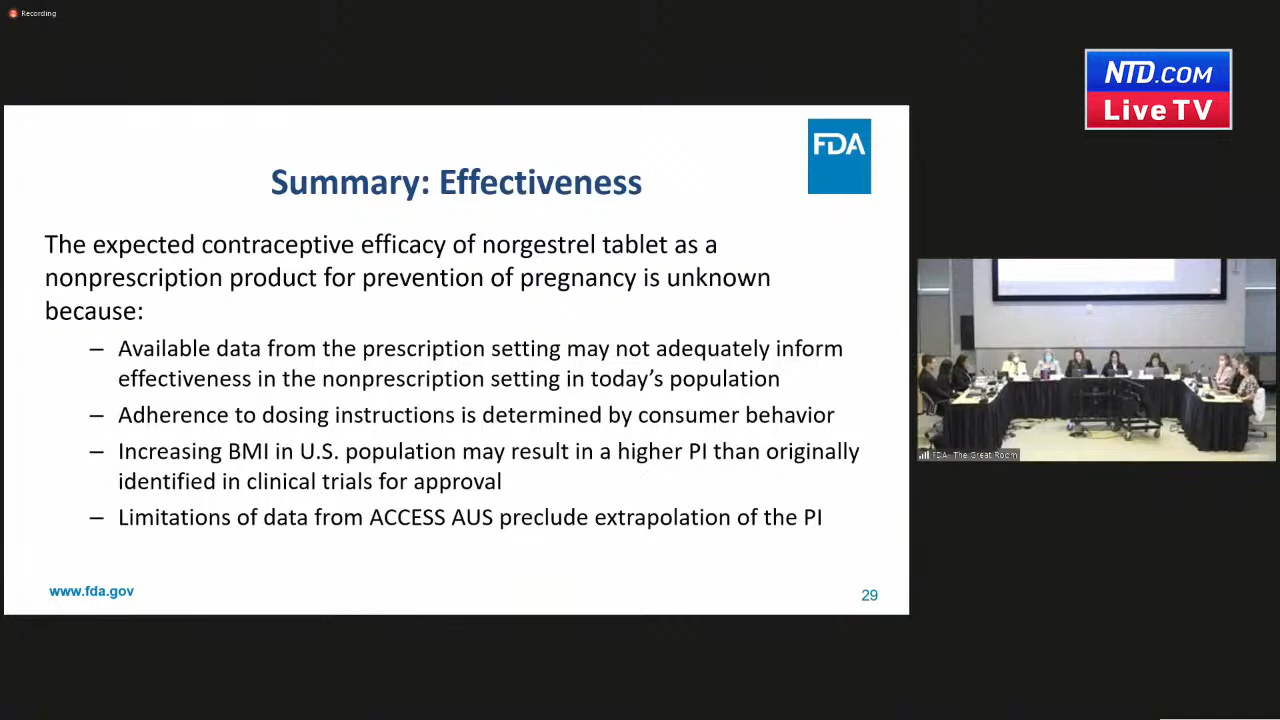 Recording
NTD.COM
Live TV
FDA
Summary: Effectiveness
The expected contraceptive efficacy of norgestrel tablet as a
nonprescription product for prevention of pregnancy is unknown
because:
– Available data from the prescription setting may not adequately inform
effectiveness in the nonprescription setting in today's population
– Adherence to dosing instructions is determined by consumer behavior
– Increasing BMI in U.S. population may result in a higher PI than originally
identified in clinical trials for approval
– Limitations of data from ACCESS AUS preclude extrapolation of the PI
www.fda.gov
29
FDA- The Great Room